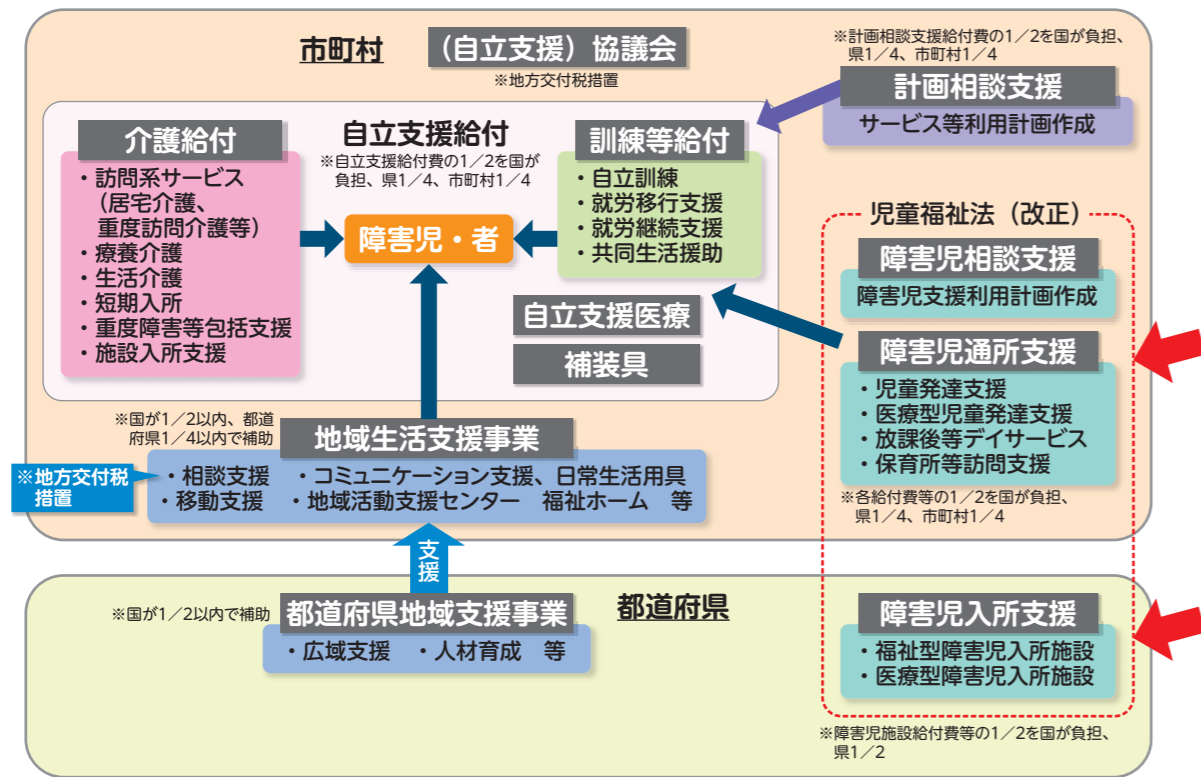 市町村
（自立支援）協議会
※地方交付税措置
※計画相談支援給付費の1／2を国が負担、
県1／4、市町村1／4
計画相談支援
サービス等利用計画作成
介護給付
・訪問系サービス
（居宅介護、
重度訪問介護等）
・療養介護
・生活介護
・短期入所
・重度障害等包括支援
・施設入所支援
自立支援給付
※自立支援給付費の1／2を国が
負担、県1／4、市町村1／4
障害児・者
訓練等給付
・自立訓練
・就労移行支援
・就労継続支援
・共同生活援助
自立支援医療
補装具
児童福祉法（改正）
障害児相談支援
障害児支援利用計画作成
障害児通所支援
・児童発達支援
・医療型児童発達支援
・放課後等デイサービス
・保育所等訪問支援
※各給付費等の1／2を国が負担、
県1／4、市町村1／4
※国が1／2以内、都道
府県1／4以内で補助
地域生活支援事業
※地方交付税
措置
・相談支援　・コミュニケーション支援、日常生活用具
・移動支援　・地域活動支援センター　福祉ホーム　等
支援
※国が1／2以内で補助
都道府県地域支援事業
・広域支援　・人材育成　等
都道府県
障害児入所支援
・福祉型障害児入所施設
・医療型障害児入所施設
※障害児施設給付費等の1／2を国が負担、
県1／2